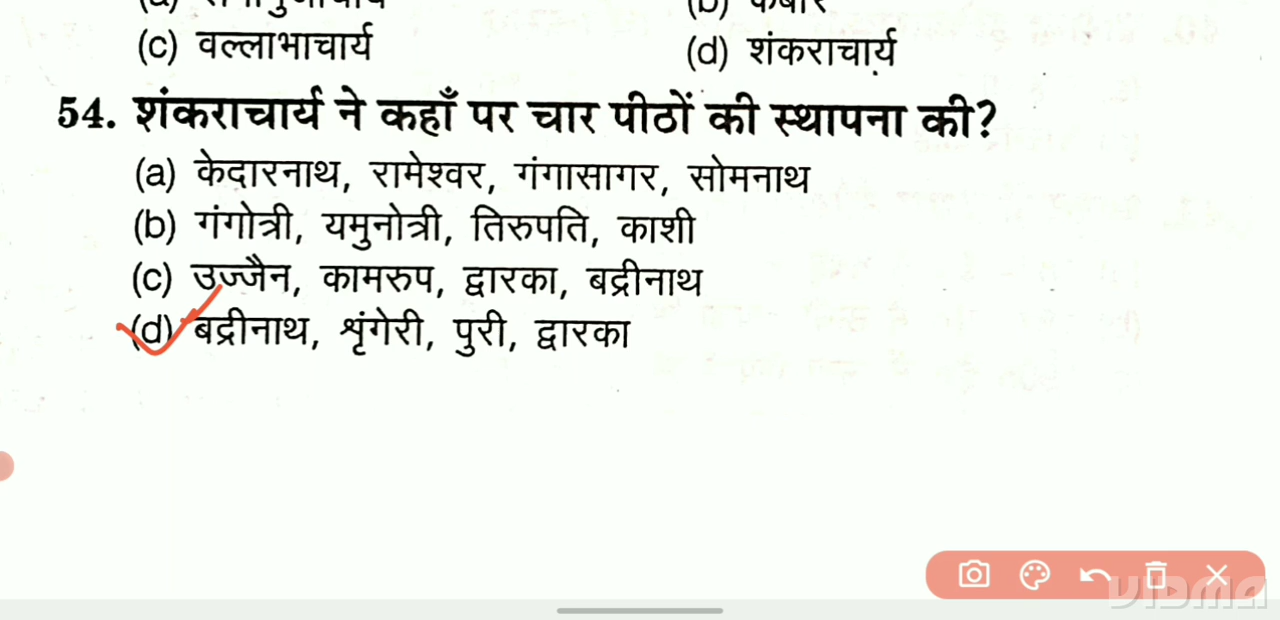 (c) वल्लाभाचार्य (d) शंकराचार्य
54. शंकराचार्य ने कहाँ पर चार पीठों की स्थापना की?
(a) केदारनाथ, रामेश्वर, गंगासागर, सोमनाथ
(b) गंगोत्री, यमुनोत्री, तिरुपति, काशी
(c) उज्जैन, कामरुप, द्वारका, बद्रीनाथ
(d) बद्रीनाथ, श्रृंगेरी, पुरी, द्वारका
VIDMA